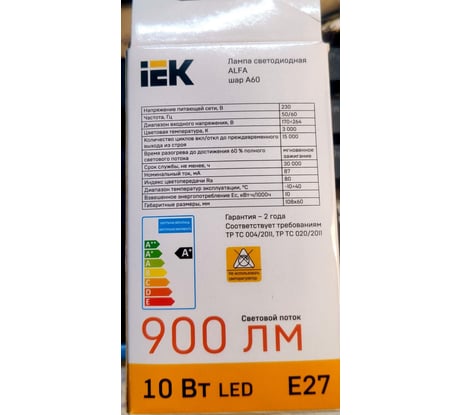 IEK
Лампа светодиодная
ALFA
шар A60
Напряжение питающей сети, В 230
Частота, Гц 50/60
Диапазон входного напряжения, В 170÷264
Цветовая температура, К 3 000
Количество циклов вкл/откл до преждевременного выхода из строя 15 000
Время разогрева до достижения 60 % полного светового потока мгновенное зажигание
Срок службы, не менее, ч 30 000
Номинальный ток, мА 87
Индекс цветопередачи Ra 80
Диапазон температур эксплуатации, °C -10÷40
Взвешенное энергопотребление Ec, кВт·ч/1000ч 10
Габаритные размеры, мм 108х60
Гарантия – 2 года
Соответствует требованиям
ТР ТС 004/2011, ТР ТС 020/2011
A++
A+
A
B
C
D
E
A+
Не использовать
светорегулятор
Световой поток
900 лм
10 Вт LED E27